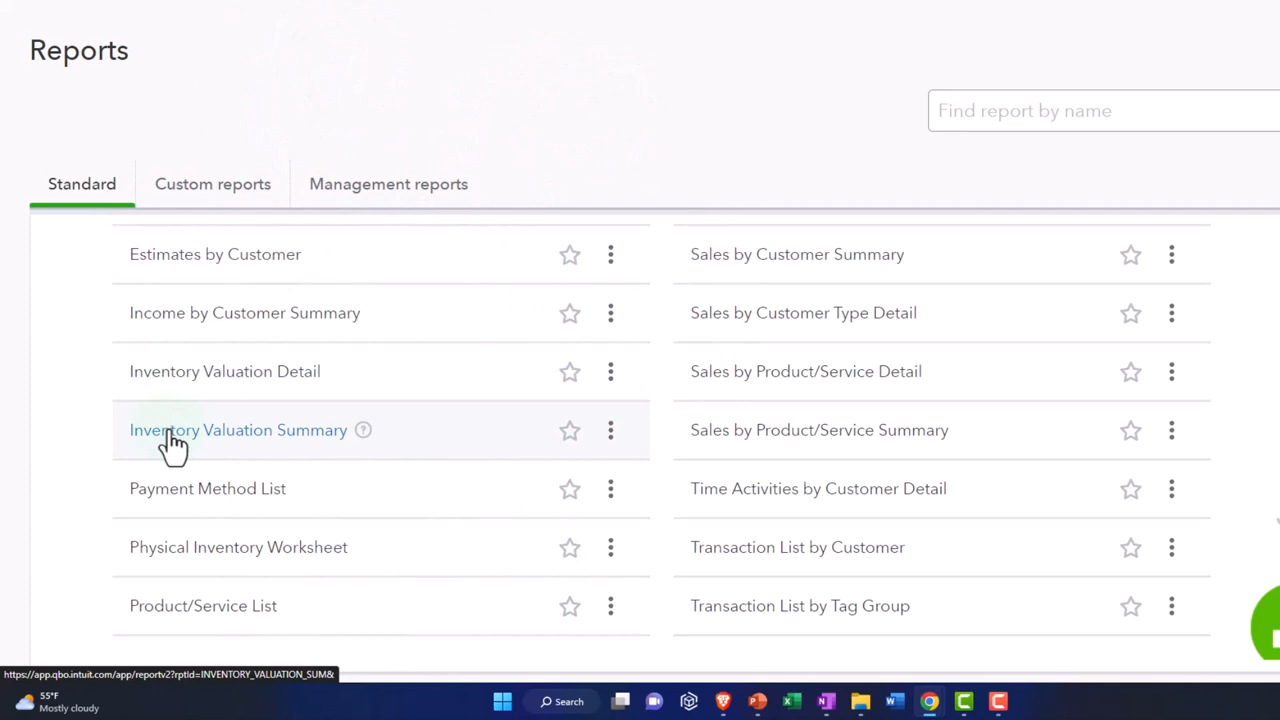 Reports
Find report by name
Standard
Custom reports
Management reports
Estimates by Customer
Sales by Customer Summary
Income by Customer Summary
Sales by Customer Type Detail
Inventory Valuation Detail
Sales by Product/Service Detail
Inventory Valuation Summary
Sales by Product/Service Summary
Payment Method List
Time Activities by Customer Detail
Physical Inventory Worksheet
Transaction List by Customer
Product/Service List
Transaction List by Tag Group
https://app.qbo.intuit.com/app/reportv2?rptId=INVENTORY_VALUATION_SUM&
55°F
Mostly cloudy
Search